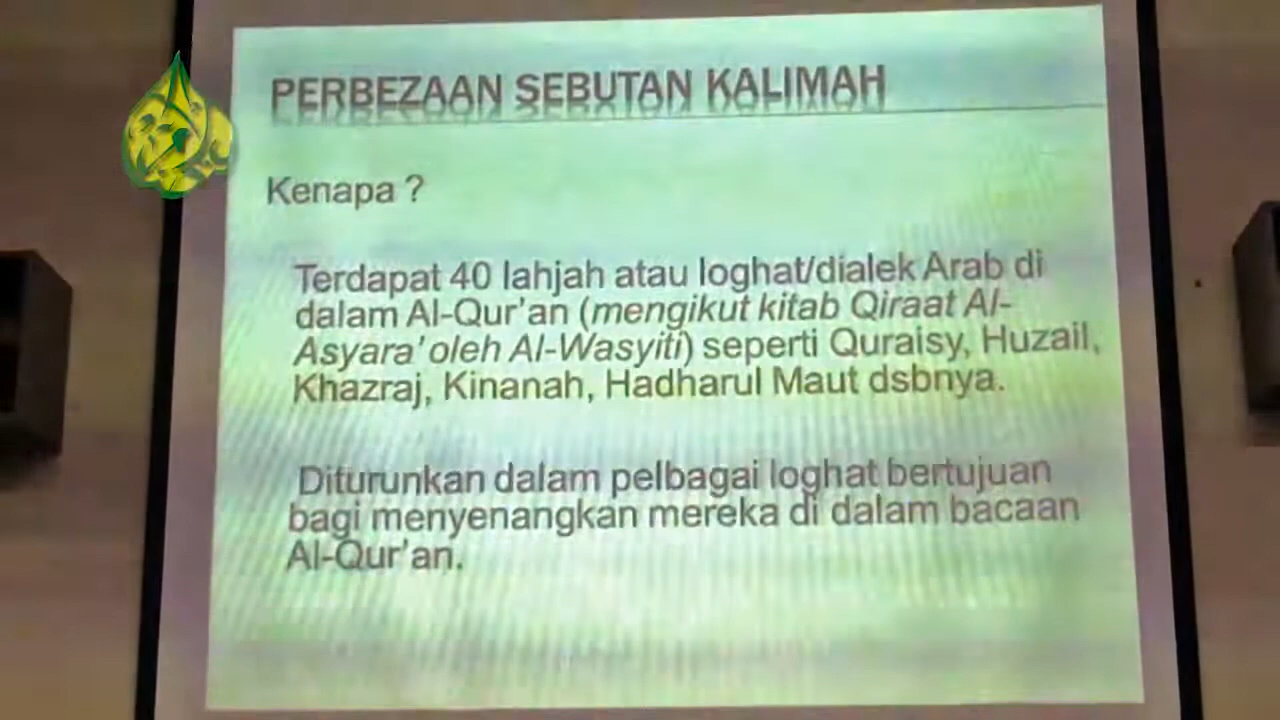 PERBEZAAN SEBUTAN KALIMAH
Kenapa ?
Terdapat 40 lahjah atau loghat/dialek Arab di
dalam Al-Qur'an (mengikut kitab Qiraat Al-
Asyara' oleh Al-Wasyiti) seperti Quraisy, Huzail,
Khazraj, Kinanah, Hadharul Maut dsbnya.
Diturunkan dalam pelbagai loghat bertujuan
bagi menyenangkan mereka di dalam bacaan
Al-Qur'an.